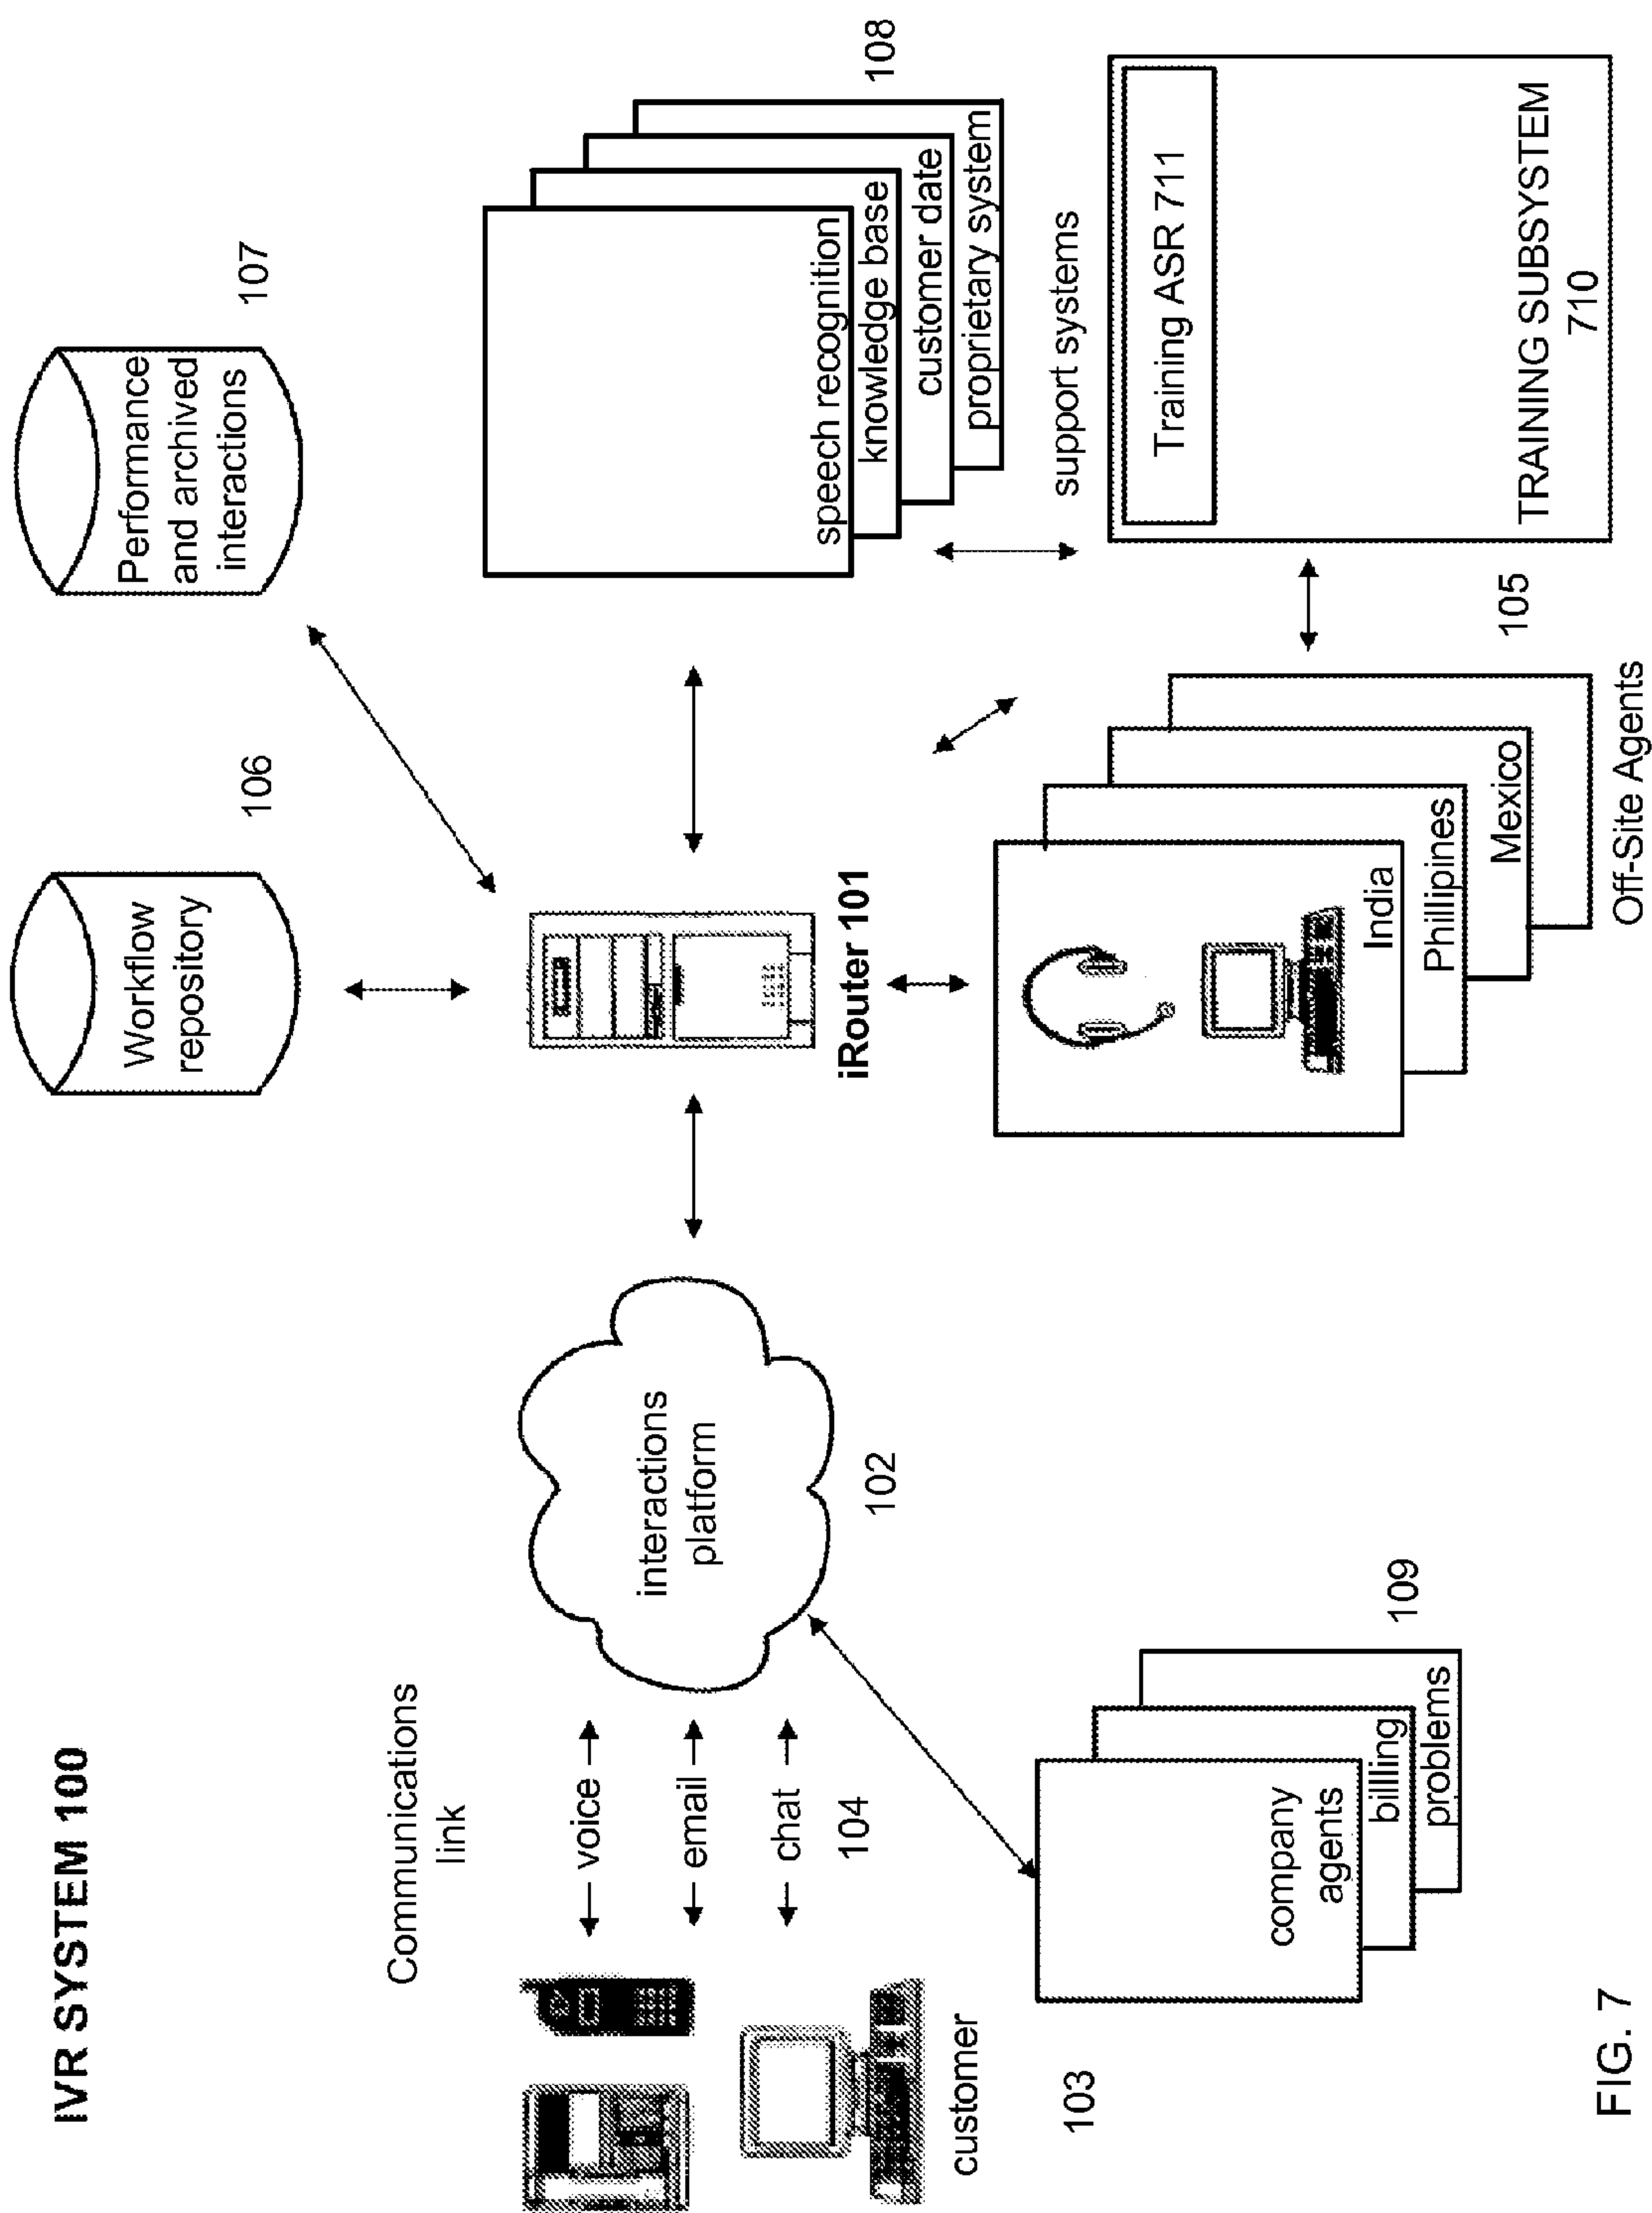 IVR SYSTEM 100
Communications
link
voice
email
chat
104
customer
103
interactions
platform
102
company
agents
billing
problems
109
Workflow
repository
106
Performance
and archived
interactions
107
iRouter 101
speech recognition
knowledge base
customer date
proprietary system
108
support systems
India
Phillipines
Mexico
105
Off-Site Agents
Training ASR 711
TRAINING SUBSYSTEM
710
FIG. 7